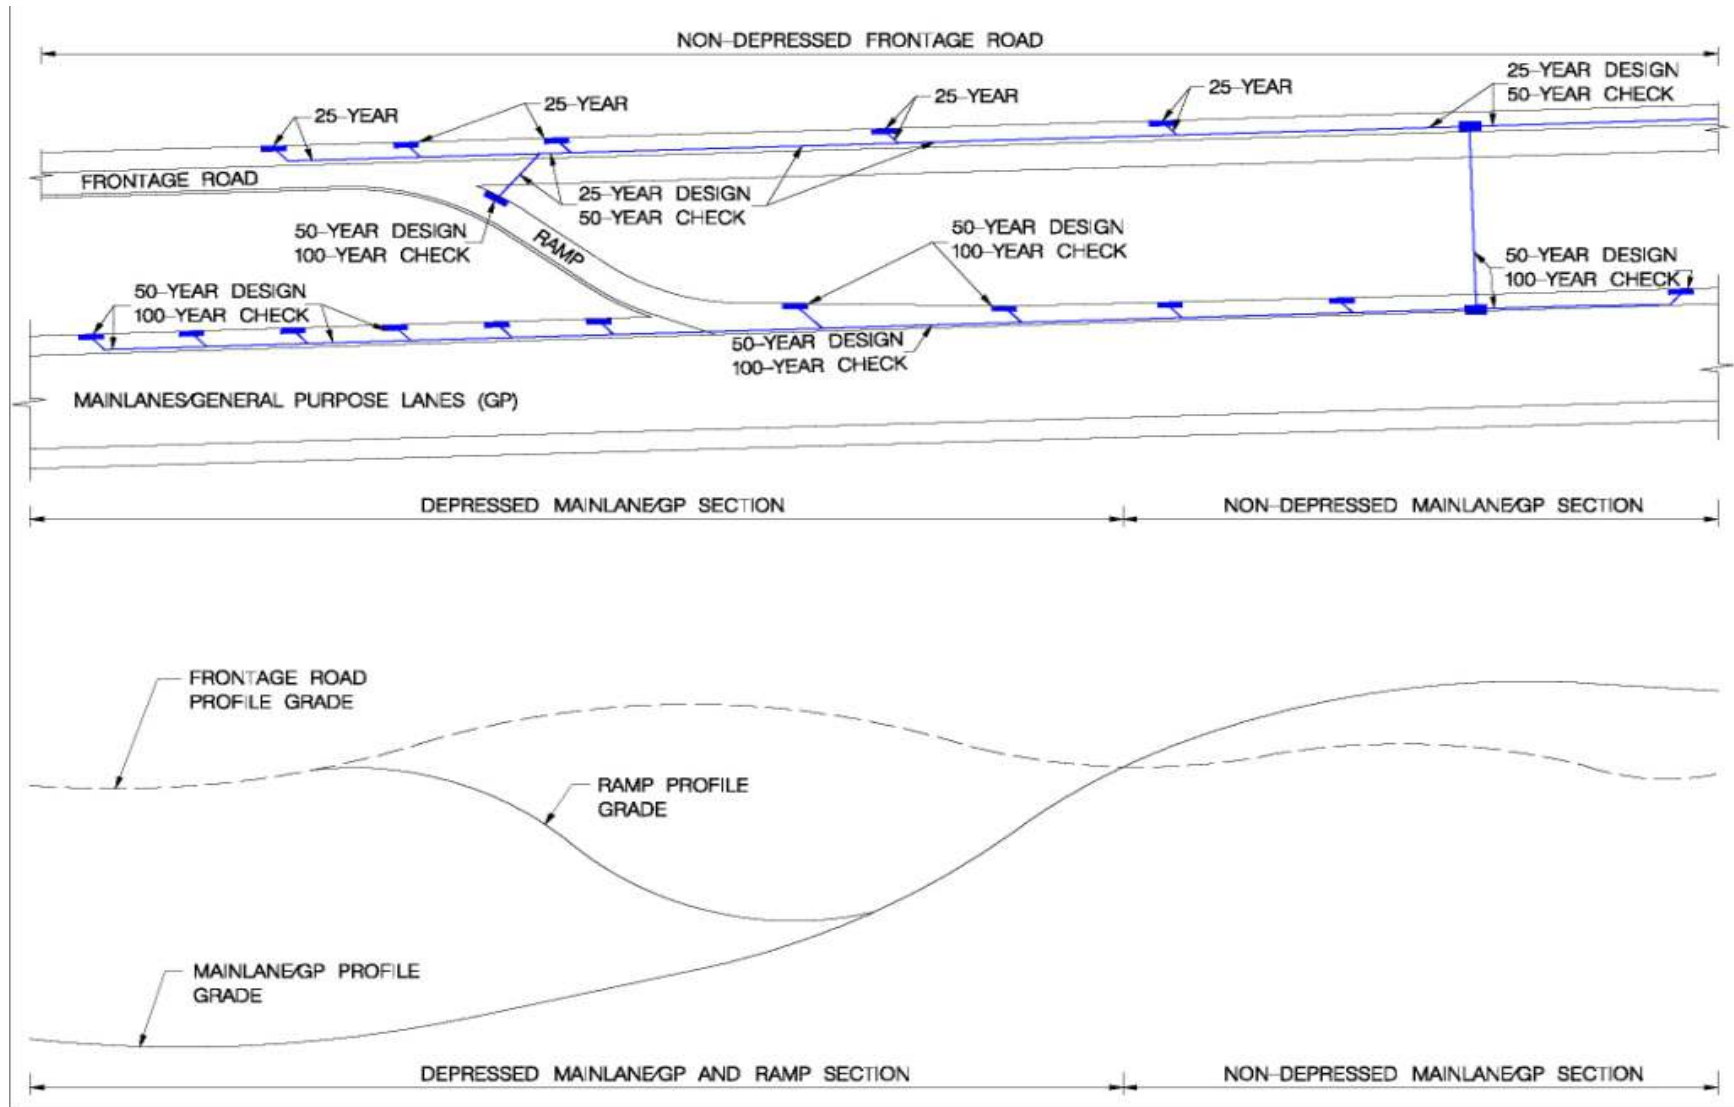 NON-DEPRESSED FRONTAGE ROAD
25-YEAR
25-YEAR
25-YEAR
25-YEAR
25-YEAR DESIGN
50-YEAR CHECK
FRONTAGE ROAD
25-YEAR DESIGN
50-YEAR CHECK
50-YEAR DESIGN
100-YEAR CHECK
RAMP
50-YEAR DESIGN
100-YEAR CHECK
50-YEAR DESIGN
100-YEAR CHECK
50-YEAR DESIGN
100-YEAR CHECK
50-YEAR DESIGN
100-YEAR CHECK
MAINLANES/GENERAL PURPOSE LANES (GP)
DEPRESSED MAINLANE/GP SECTION
NON-DEPRESSED MAINLANE/GP SECTION
FRONTAGE ROAD
PROFILE GRADE
RAMP PROFILE
GRADE
MAINLANE/GP PROFILE
GRADE
DEPRESSED MAINLANE/GP AND RAMP SECTION
NON-DEPRESSED MAINLANE/GP SECTION